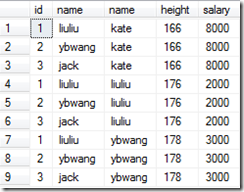 id name name height salary
1 1 liuliu kate 166 8000
2 2 ybwang kate 166 8000
3 3 jack kate 166 8000
4 1 liuliu liuliu 176 2000
5 2 ybwang liuliu 176 2000
6 3 jack liuliu 176 2000
7 1 liuliu ybwang 178 3000
8 2 ybwang ybwang 178 3000
9 3 jack ybwang 178 3000